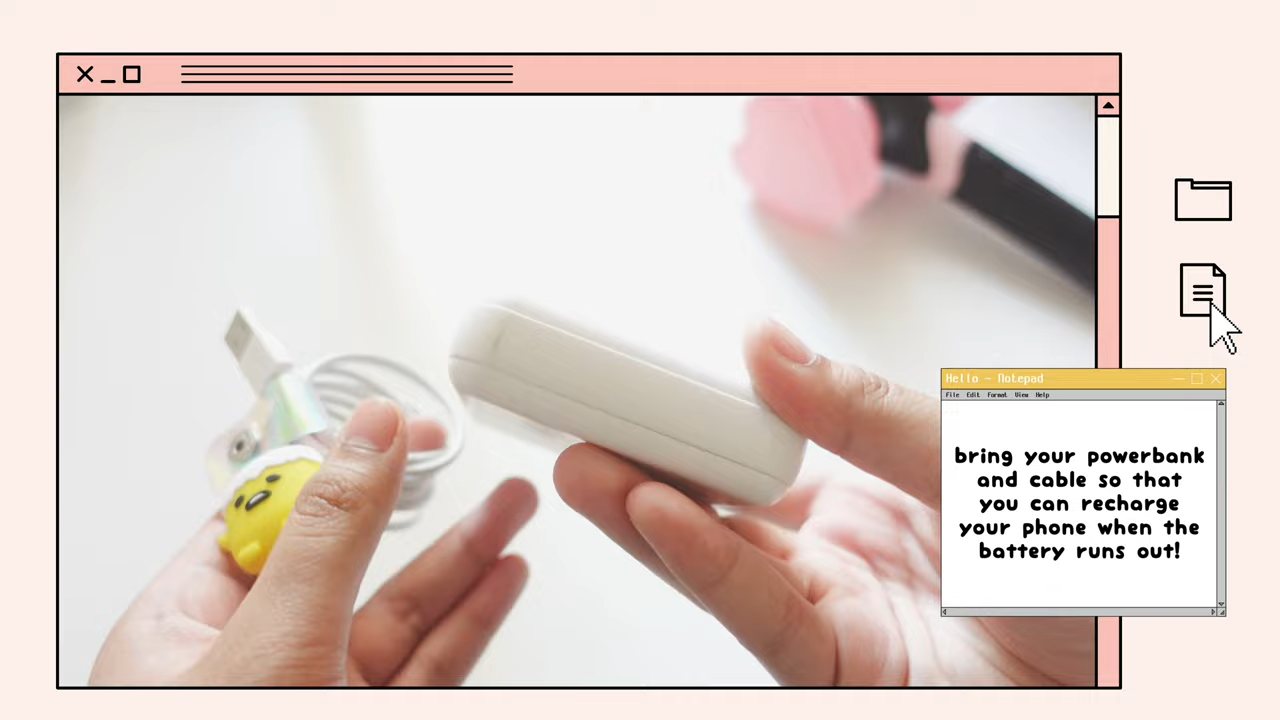 Hello - Notepad
File Edit Format View Help
bring your powerbank
and cable so that
you can recharge
your phone when the
battery runs out!